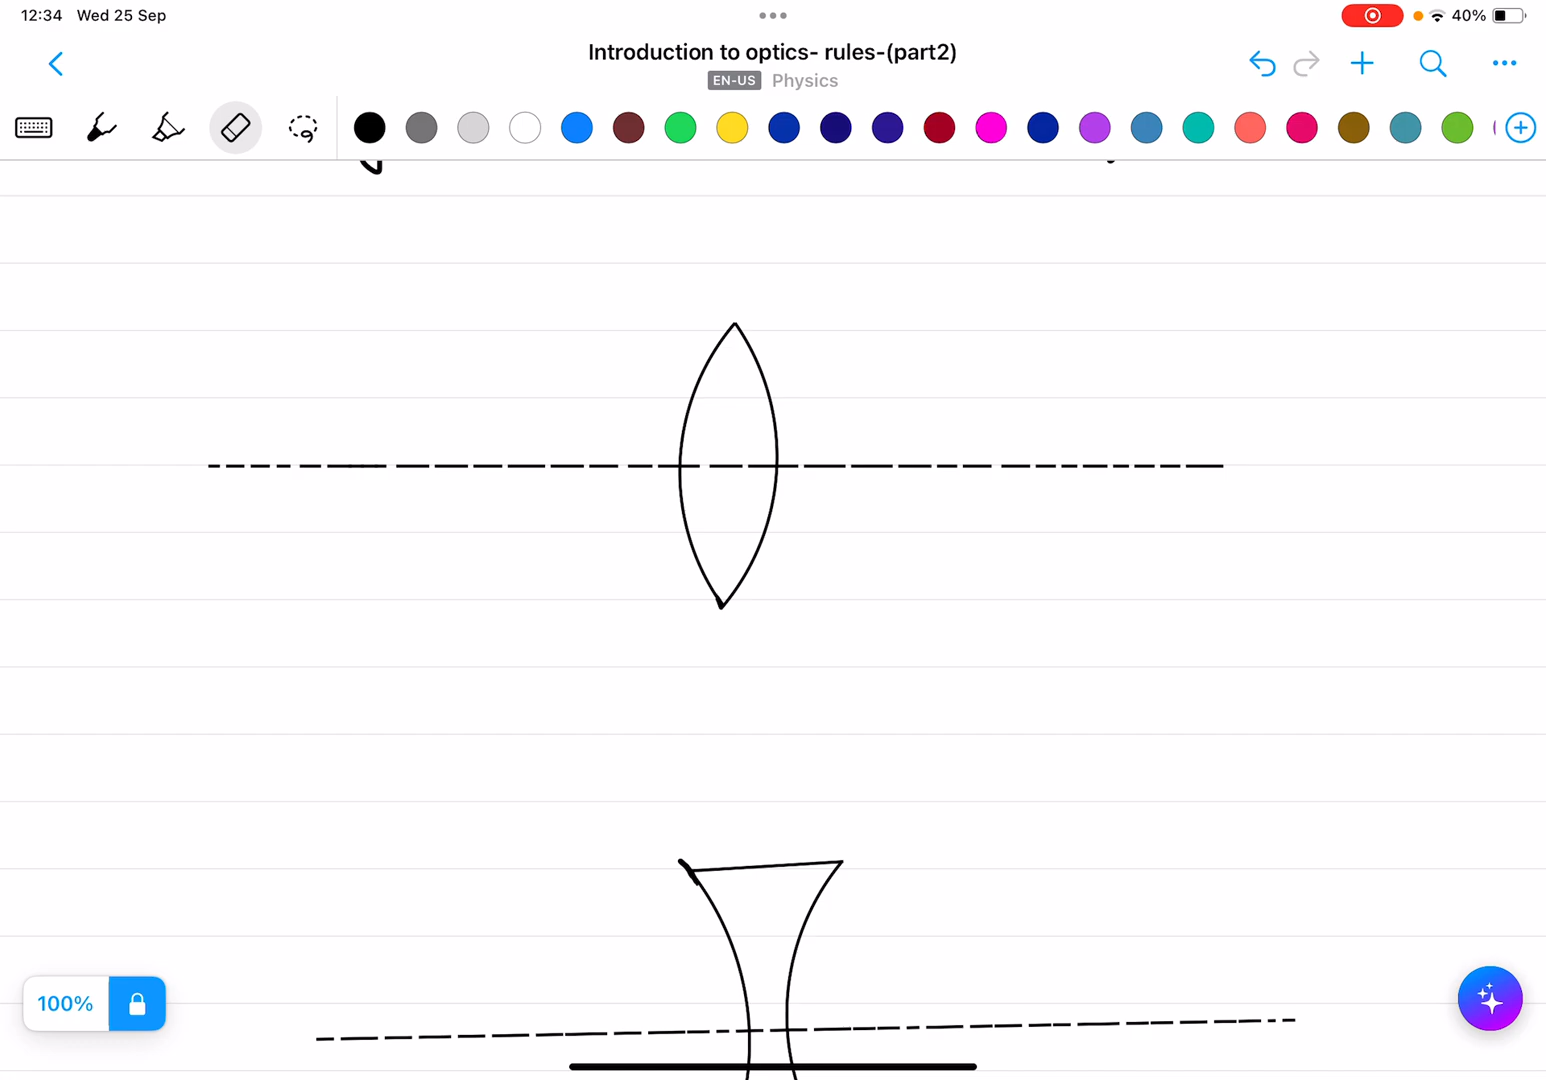 12:34 Wed 25 Sep
40%
Introduction to optics- rules-(part2)
EN-US Physics
100%